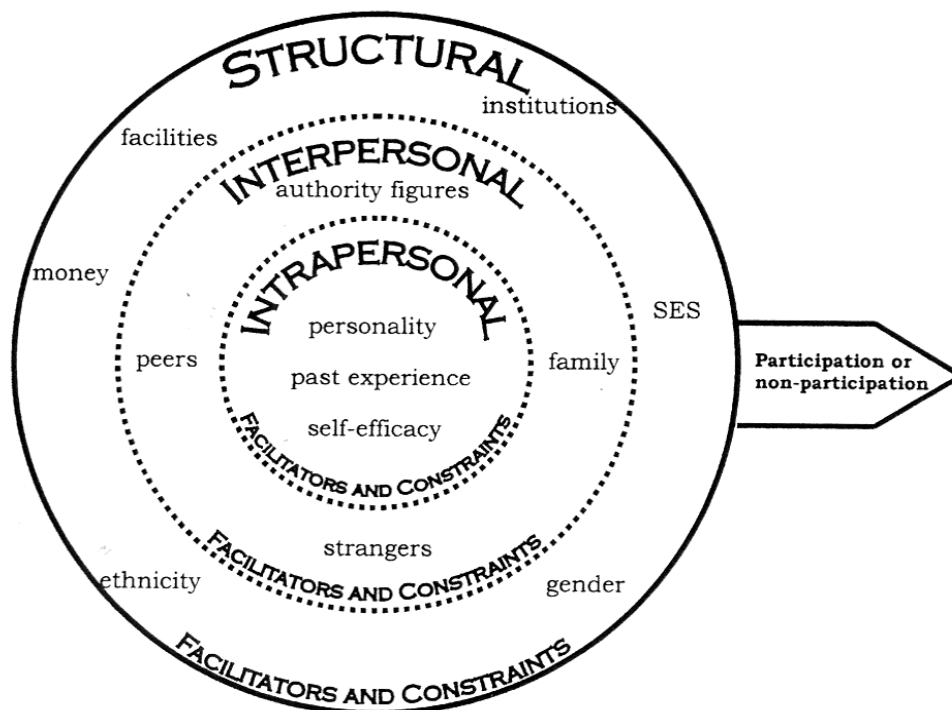 STRUCTURAL
institutions
facilities
INTERPERSONAL
authority figures
INTRAPERSONAL
money
SES
personality
peers
family
Participation or
non-participation
past experience
self-efficacy
FACILITATORS AND CONSTRAINTS
strangers
FACILITATORS AND CONSTRAINTS
ethnicity
gender
FACILITATORS AND CONSTRAINTS